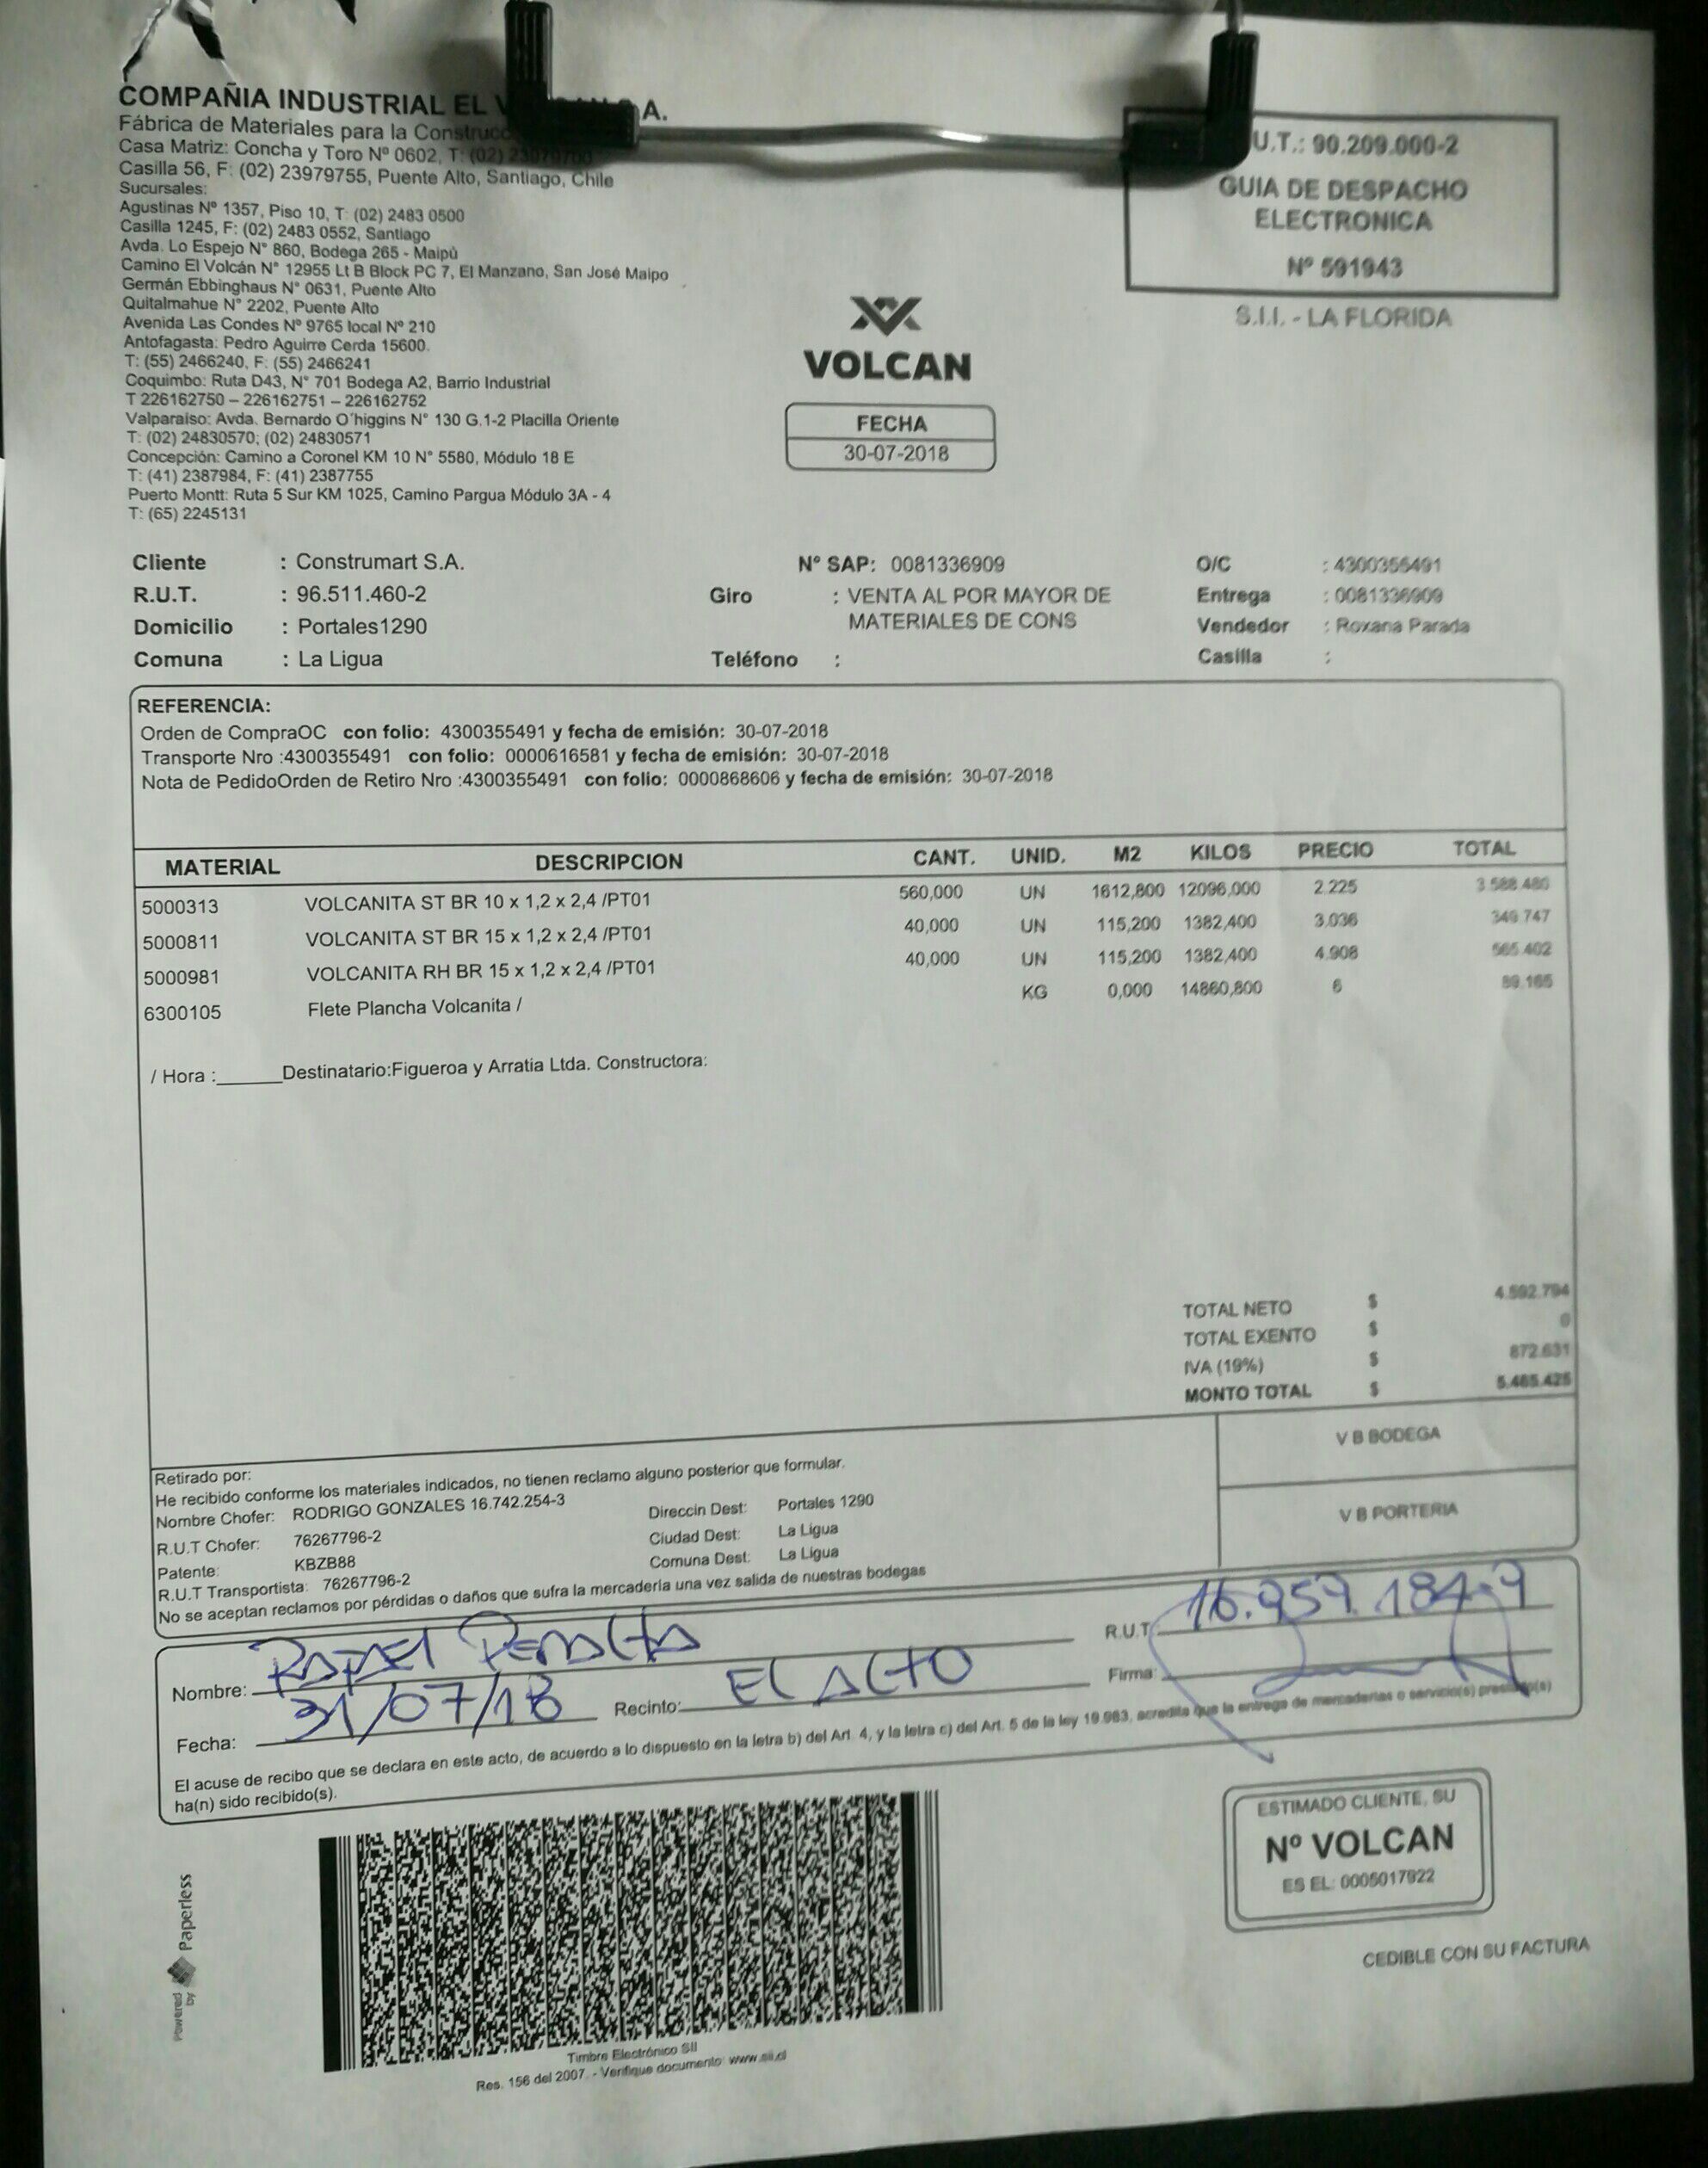 COMPAÑIA INDUSTRIAL EL V A.
Fábrica de Materiales para la Construcc
Casa Matriz: Concha y Toro Nº 0602, T: (02) 23979700
Casilla 56, F: (02) 23979755, Puente Alto, Santiago, Chile
Sucursales:
Agustinas Nº 1357, Piso 10, T: (02) 2483 0500
Casilla 1245, F: (02) 2483 0552, Santiago
Avda. Lo Espejo N° 860, Bodega 265 - Maipú
Camino El Volcán N° 12955 Lt B Block PC 7, El Manzano, San José Maipo
Germán Ebbinghaus N° 0631, Puente Alto
Quitalmahue N° 2202, Puente Alto
Avenida Las Condes Nº 9765 local Nº 210
Antofagasta: Pedro Aguirre Cerda 15600.
T: (55) 2466240, F: (55) 2466241
Coquimbo: Ruta D43, N° 701 Bodega A2, Barrio Industrial
T 226162750 – 226162751 – 226162752
Valparaiso: Avda. Bernardo O´higgins N° 130 G.1-2 Placilla Oriente
T: (02) 24830570; (02) 24830571
Concepción: Camino a Coronel KM 10 N° 5580, Módulo 18 E
T: (41) 2387984, F: (41) 2387755
Puerto Montt: Ruta 5 Sur KM 1025, Camino Pargua Módulo 3A - 4
T: (65) 2245131
U.T.: 90.209.000-2
GUIA DE DESPACHO
ELECTRONICA
Nº 591943
S.I.I. - LA FLORIDA
VOLCAN
FECHA
30-07-2018
Cliente : Construmart S.A. N° SAP: 0081336909 O/C : 4300355491
R.U.T. : 96.511.460-2 Giro : VENTA AL POR MAYOR DE Entrega : 0081336909
MATERIALES DE CONS
Domicilio : Portales1290 Vendedor : Roxana Parada
Comuna : La Ligua Teléfono : Casilla :
REFERENCIA:
Orden de CompraOC con folio: 4300355491 y fecha de emisión: 30-07-2018
Transporte Nro :4300355491 con folio: 0000616581 y fecha de emisión: 30-07-2018
Nota de PedidoOrden de Retiro Nro :4300355491 con folio: 0000868606 y fecha de emisión: 30-07-2018
MATERIAL DESCRIPCION CANT. UNID. M2 KILOS PRECIO TOTAL
5000313 VOLCANITA ST BR 10 x 1,2 x 2,4 /PT01 560,000 UN 1612,800 12096,000 2.225 3.588.480
5000811 VOLCANITA ST BR 15 x 1,2 x 2,4 /PT01 40,000 UN 115,200 1382,400 3.036 349.747
5000981 VOLCANITA RH BR 15 x 1,2 x 2,4 /PT01 40,000 UN 115,200 1382,400 4.908 565.402
6300105 Flete Plancha Volcanita / KG 0,000 14860,800 6 89.165
/ Hora :______Destinatario:Figueroa y Arratia Ltda. Constructora:
TOTAL NETO $ 4.592.794
TOTAL EXENTO $ 0
IVA (19%) $ 872.631
MONTO TOTAL $ 5.465.425
V B BODEGA
V B PORTERIA
Retirado por:
He recibido conforme los materiales indicados, no tienen reclamo alguno posterior que formular.
Nombre Chofer: RODRIGO GONZALES 16.742.254-3 Direccin Dest: Portales 1290
R.U.T Chofer: 76267796-2 Ciudad Dest: La Ligua
Patente: KBZB88 Comuna Dest: La Ligua
R.U.T Transportista: 76267796-2
No se aceptan reclamos por pérdidas o daños que sufra la mercadería una vez salida de nuestras bodegas
Nombre: Rafael Peralta R.U.T 16.959.184-9
Fecha: 31/07/18 Recinto: El Alto Firma:
El acuse de recibo que se declara en este acto, de acuerdo a lo dispuesto en la letra b) del Art. 4, y la letra c) del Art. 5 de la ley 19.983, acredita que la entrega de mercaderias o servicio(s) prestado(s)
ha(n) sido recibido(s).
Powered by Paperless
Timbre Electrónico SII
Res. 156 del 2007 - Verifique documento: www.sii.cl
ESTIMADO CLIENTE, SU
Nº VOLCAN
ES EL: 0005017922
CEDIBLE CON SU FACTURA